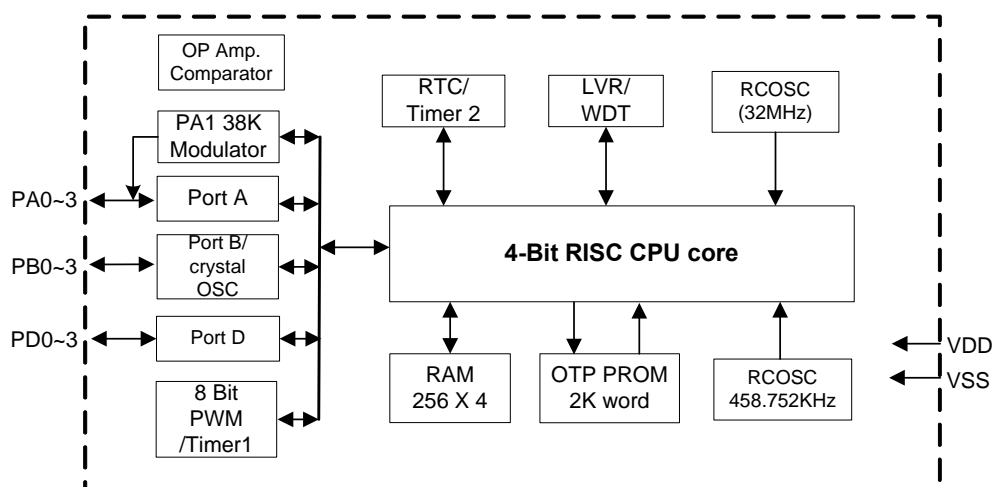 OP Amp.
Comparator
PA1 38K
Modulator
PA0~3
Port A
PB0~3
Port B/
crystal
OSC
PD0~3
Port D
8 Bit
PWM
/Timer1
RTC/
Timer 2
LVR/
WDT
RCOSC
(32MHz)
4-Bit RISC CPU core
RAM
256 X 4
OTP PROM
2K word
RCOSC
458.752KHz
VDD
VSS